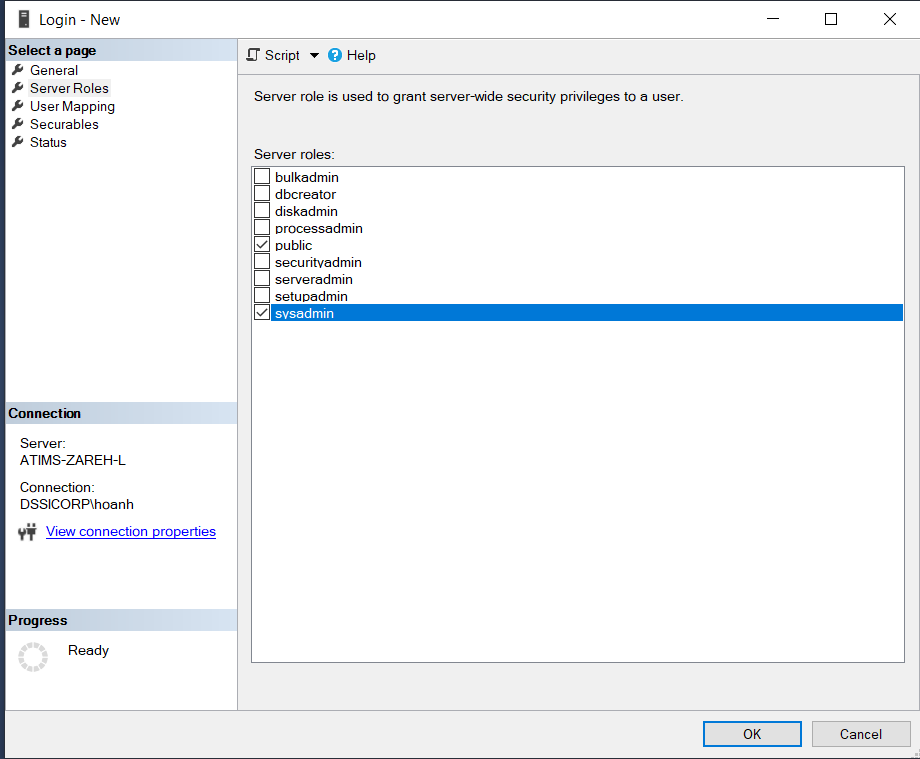 Login - New
Select a page
General
Server Roles
User Mapping
Securables
Status
Script
Help
Server role is used to grant server-wide security privileges to a user.
Server roles:
bulkadmin
dbcreator
diskadmin
processadmin
public
securityadmin
serveradmin
setupadmin
sysadmin
Connection
Server:
ATIMS-ZAREH-L
Connection:
DSSICORP\hoanh
View connection properties
Progress
Ready
OK
Cancel